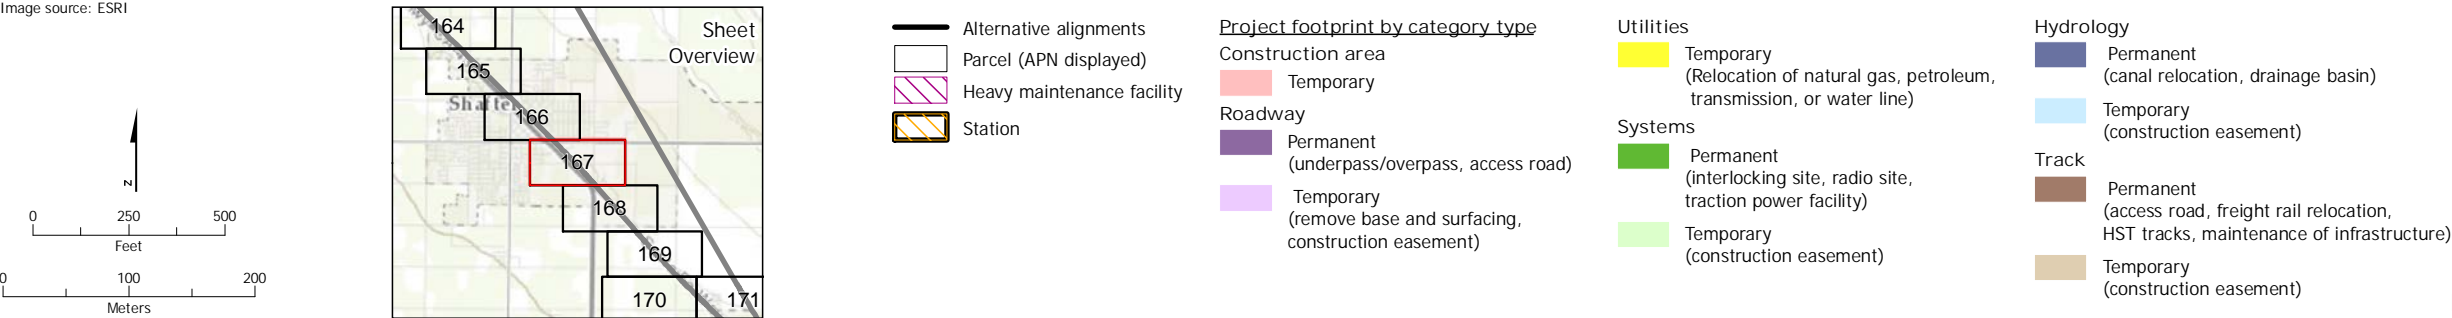 Image source: ESRI
N
0 250 500
Feet
0 100 200
Meters
Sheet
Overview
164
165
Shafter
166
167
168
169
170
171
Alternative alignments
Parcel (APN displayed)
Heavy maintenance facility
Station
Project footprint by category type
Construction area
Temporary
Roadway
Permanent
(underpass/overpass, access road)
Temporary
(remove base and surfacing,
construction easement)
Utilities
Temporary
(Relocation of natural gas, petroleum,
transmission, or water line)
Systems
Permanent
(interlocking site, radio site,
traction power facility)
Temporary
(construction easement)
Hydrology
Permanent
(canal relocation, drainage basin)
Temporary
(construction easement)
Track
Permanent
(access road, freight rail relocation,
HST tracks, maintenance of infrastructure)
Temporary
(construction easement)